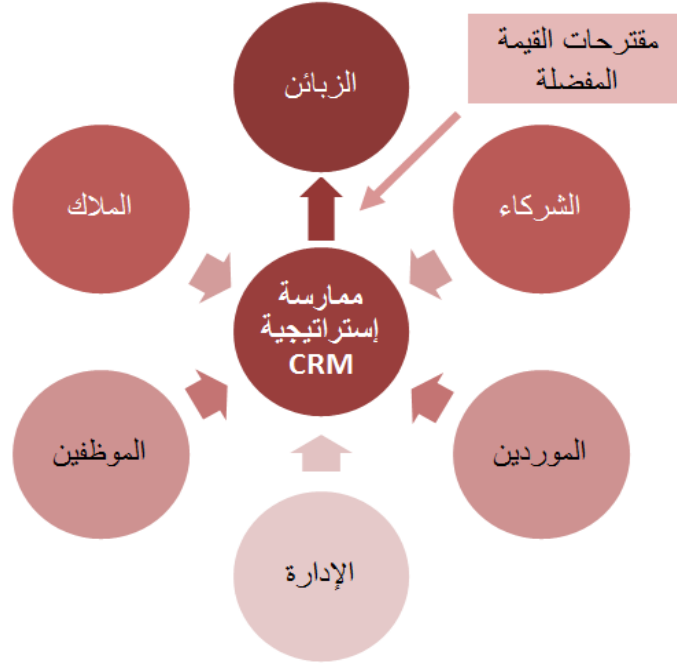 مقترحات القيمة
المفضلة
الزبائن
الشركاء
الملاك
ممارسة
إستراتيجية
CRM
الموردين
الموظفين
الإدارة